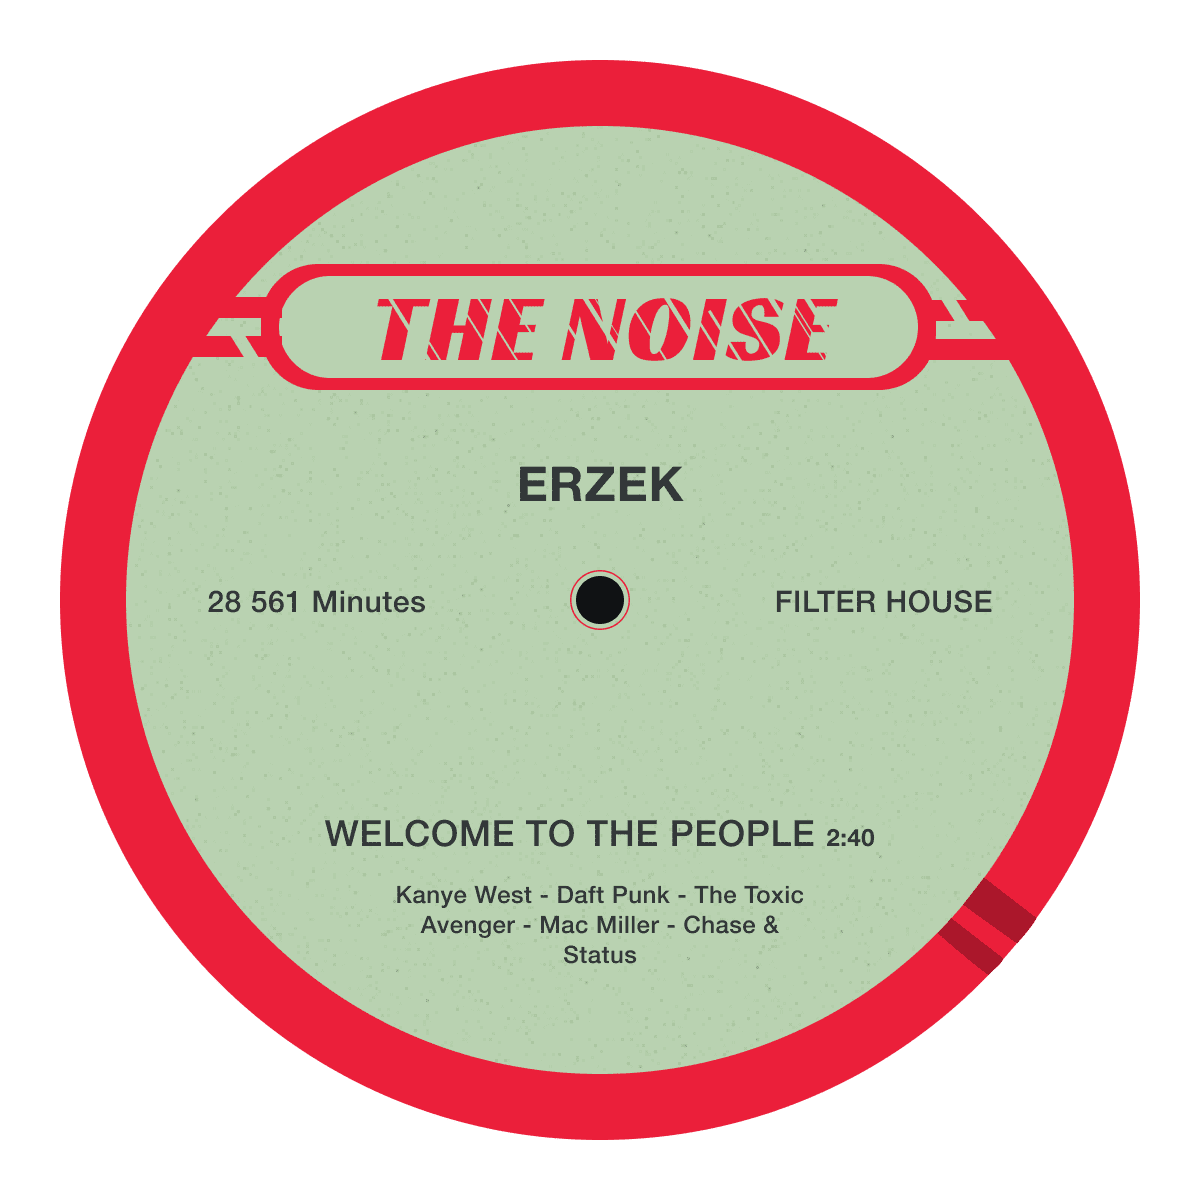 THE NOISE
ERZEK
28 561 Minutes
FILTER HOUSE
WELCOME TO THE PEOPLE 2:40
Kanye West - Daft Punk - The Toxic
Avenger - Mac Miller - Chase &
Status